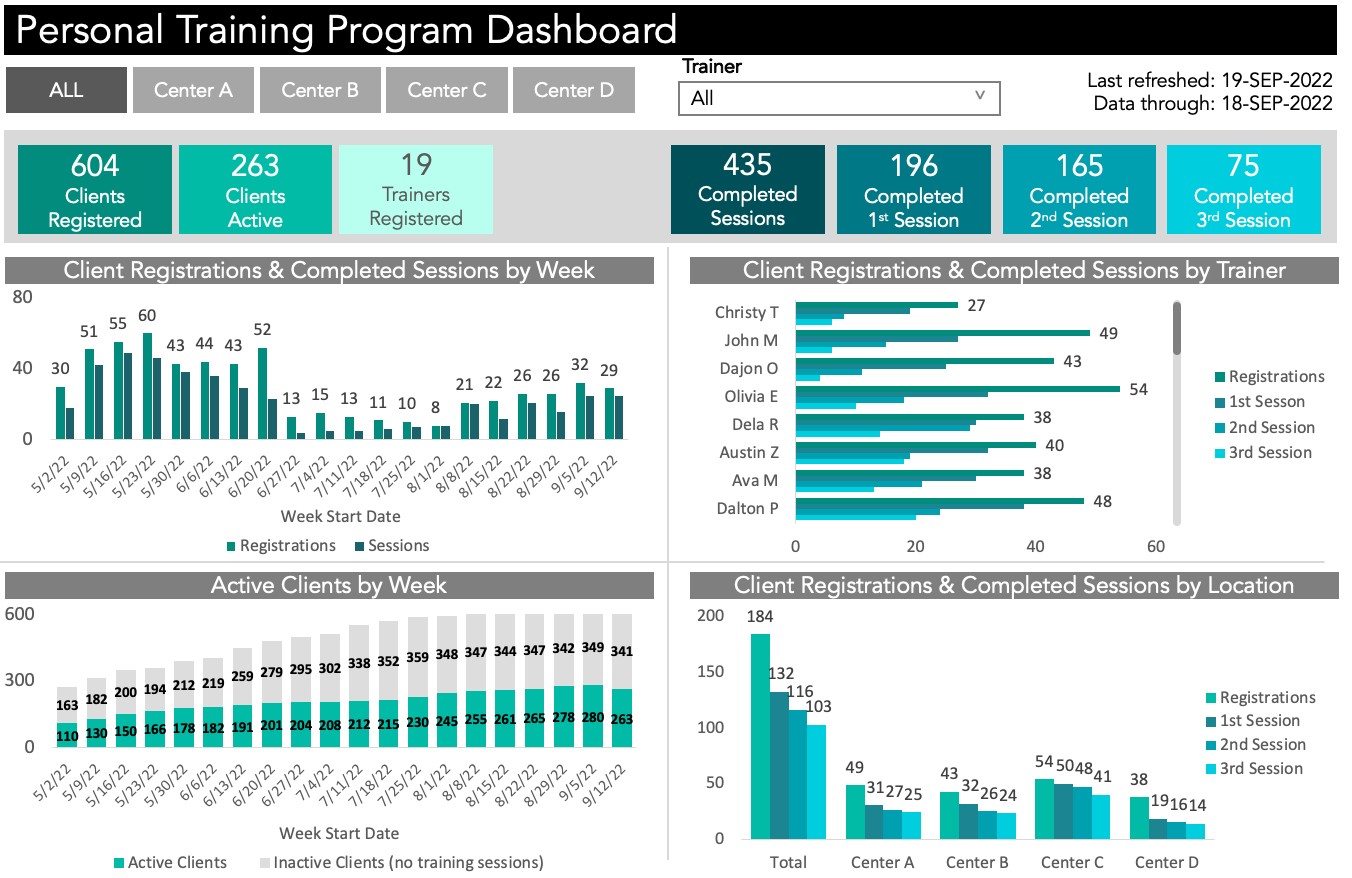 Personal Training Program Dashboard
ALL
Center A
Center B
Center C
Center D
Trainer
All
v
Last refreshed: 19-SEP-2022
Data through: 18-SEP-2022
604
Clients
Registered
263
Clients
Active
19
Trainers
Registered
435
Completed
Sessions
196
Completed
1st Session
165
Completed
2nd Session
75
Completed
3rd Session
Client Registrations & Completed Sessions by Week
80
40
0
30 51 55 60 43 44 43 52 13 15 13 11 10 8 21 22 26 26 32 29
5/2/22 5/9/22 5/16/22 5/23/22 5/30/22 6/6/22 6/13/22 6/20/22 6/27/22 7/4/22 7/11/22 7/18/22 7/25/22 8/1/22 8/8/22 8/15/22 8/22/22 8/29/22 9/5/22 9/12/22
Week Start Date
Registrations Sessions
Client Registrations & Completed Sessions by Trainer
Christy T 27
John M 49
Dajon O 43
Olivia E 54
Dela R 38
Austin Z 40
Ava M 38
Dalton P 48
0 20 40 60
Registrations
1st Sesson
2nd Session
3rd Session
Active Clients by Week
600
300
0
163 182 200 194 212 219 259 279 295 302 338 352 359 348 347 344 347 342 349 341
110 130 150 166 178 182 191 201 204 208 212 215 230 245 255 261 265 278 280 263
5/2/22 5/9/22 5/16/22 5/23/22 5/30/22 6/6/22 6/13/22 6/20/22 6/27/22 7/4/22 7/11/22 7/18/22 7/25/22 8/1/22 8/8/22 8/15/22 8/22/22 8/29/22 9/5/22 9/12/22
Week Start Date
Active Clients Inactive Clients (no training sessions)
Client Registrations & Completed Sessions by Location
200
150
100
50
0
184 132 116 103
49 31 27 25
43 32 26 24
54 50 48 41
38 19 16 14
Total Center A Center B Center C Center D
Registrations
1st Session
2nd Session
3rd Session